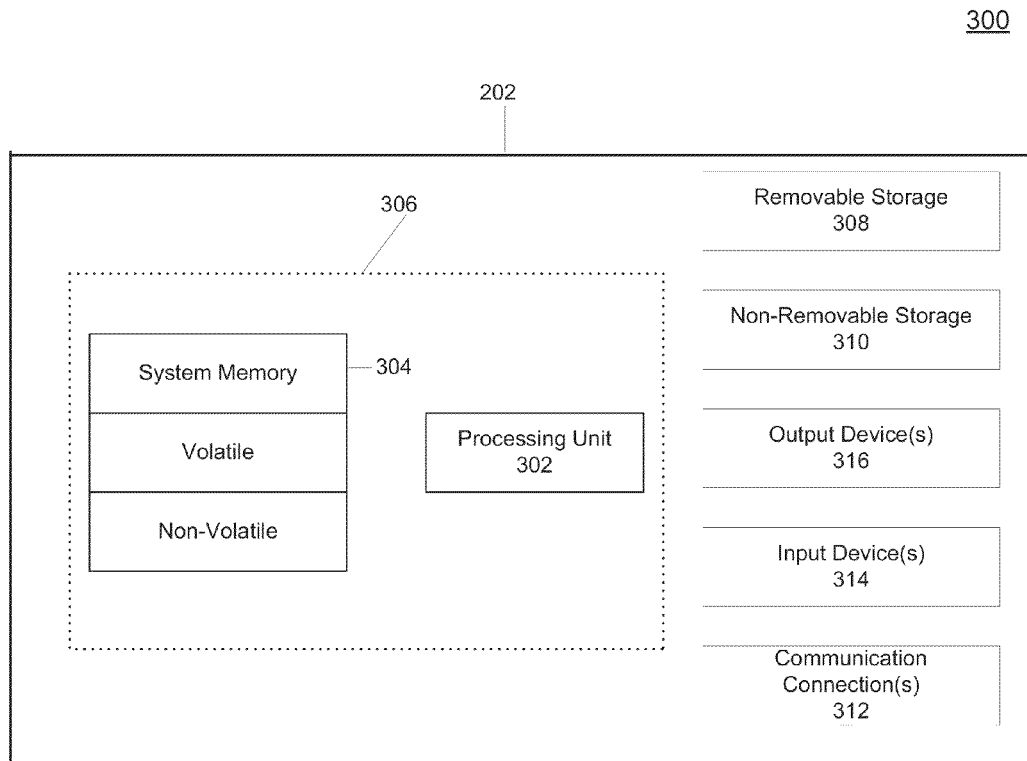 300
202
306
Removable Storage
308
Non-Removable Storage
310
System Memory
304
Volatile
Non-Volatile
Processing Unit
302
Output Device(s)
316
Input Device(s)
314
Communication
Connection(s)
312